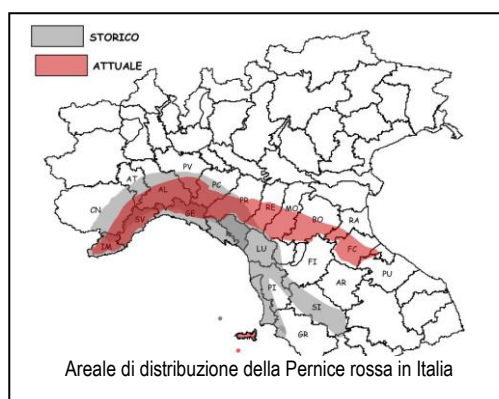 STORICO
ATTUALE
PV
AT
AL
PC
CN
PR
RE
MO
SV
GE
BO
RA
IM
LU
FC
FI
PU
PI
AR
SI
GR
Areale di distribuzione della Pernice rossa in Italia